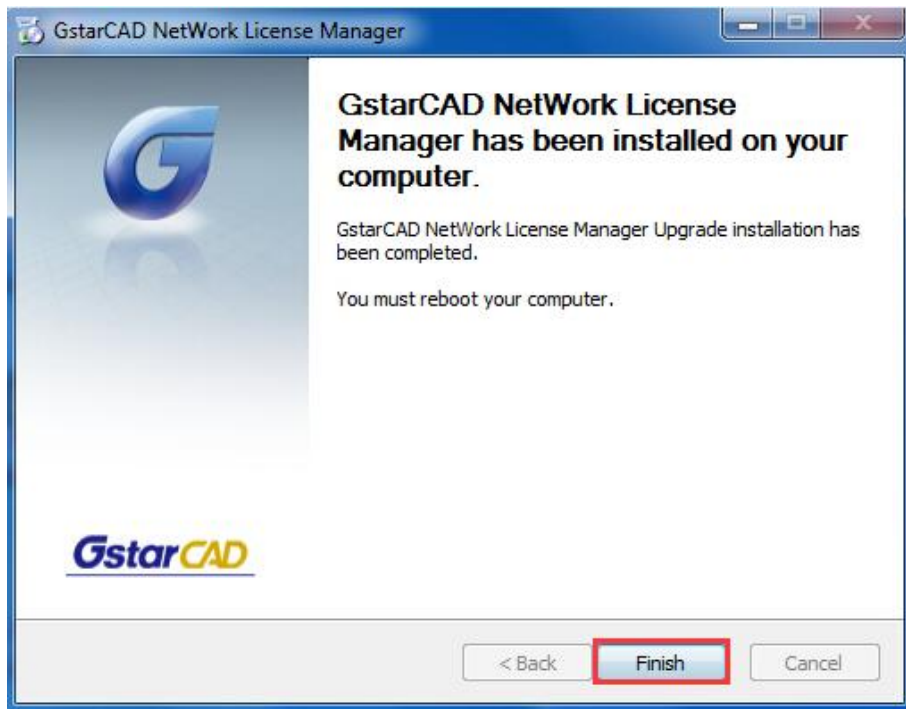 GstarCAD NetWork License Manager
GstarCAD NetWork License
Manager has been installed on your
computer.
GstarCAD NetWork License Manager Upgrade installation has
been completed.
You must reboot your computer.
GstarCAD
< Back
Finish
Cancel